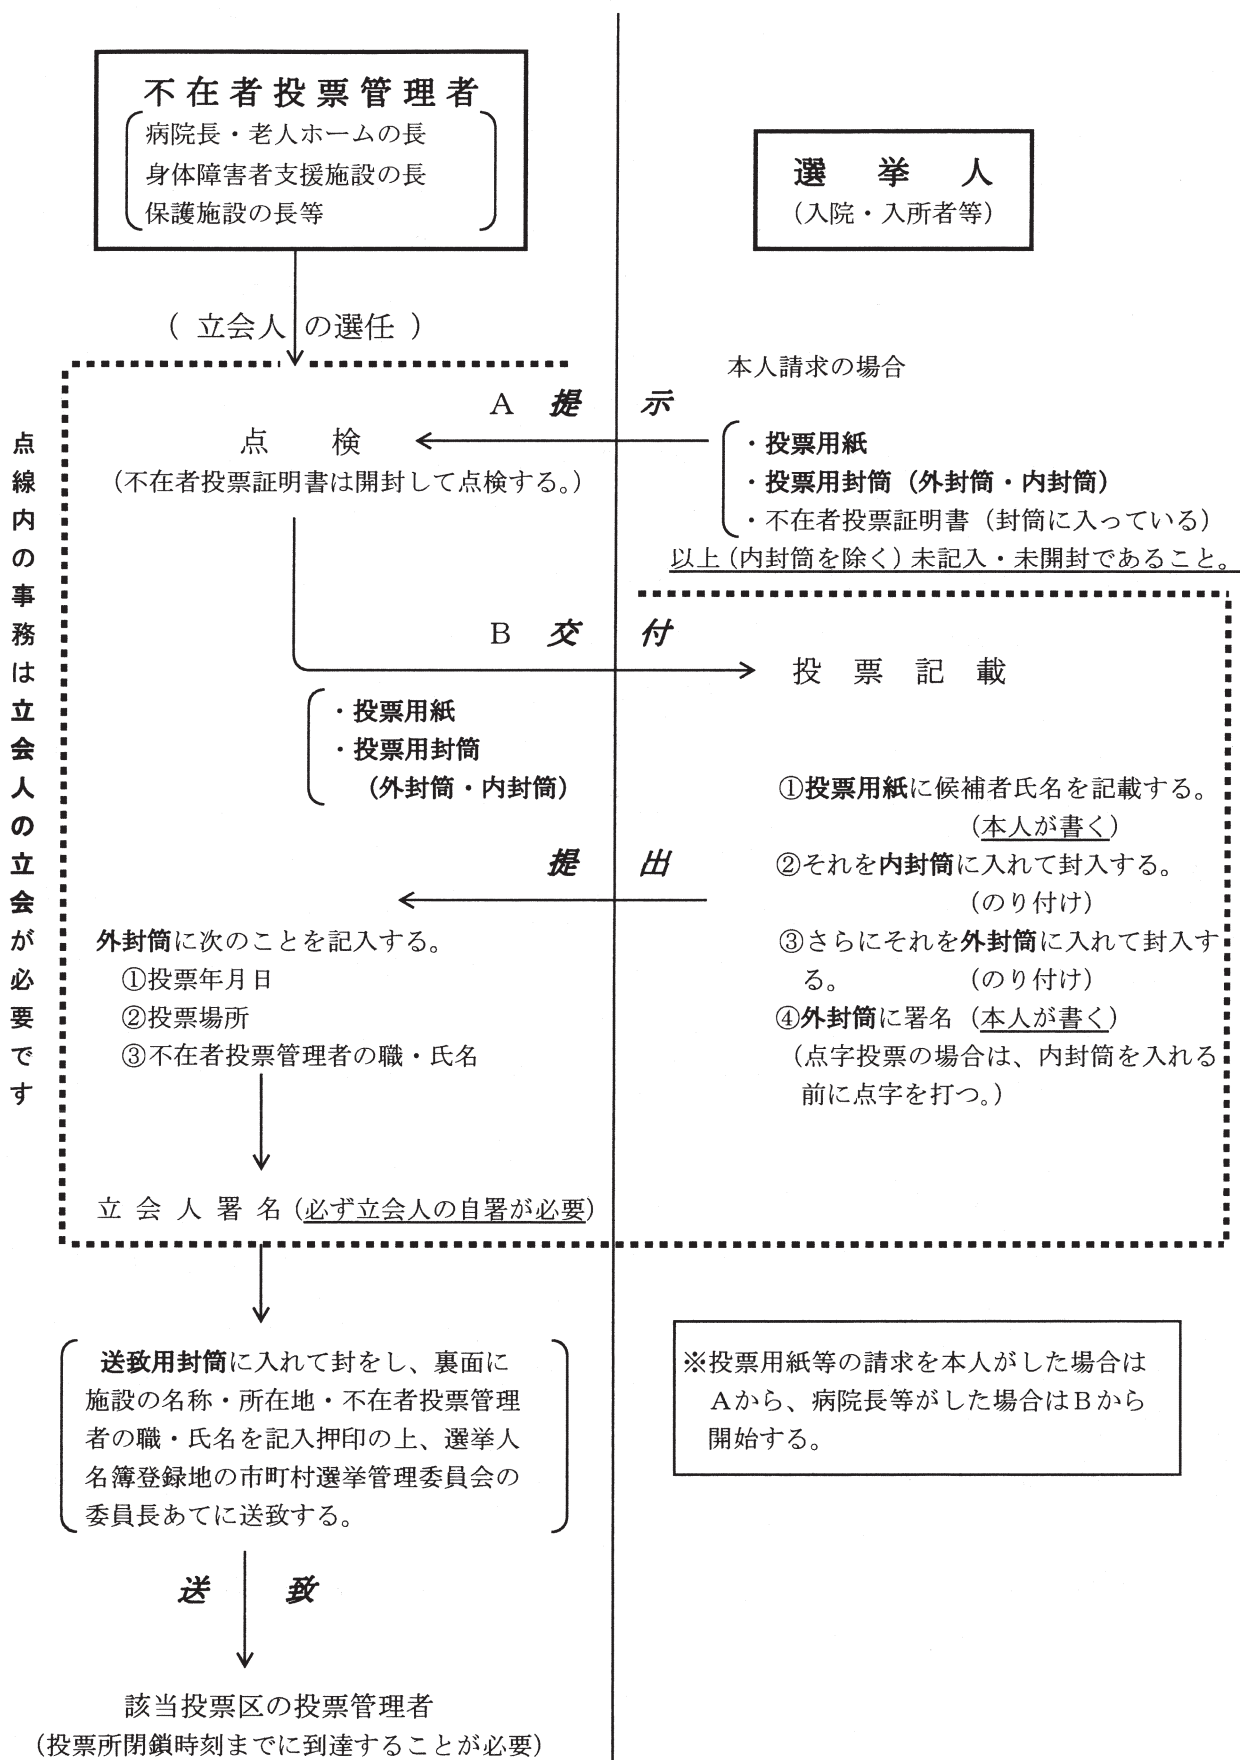 不在者投票管理者
病院長・老人ホームの長
身体障害者支援施設の長
保護施設の長等
選挙人
（入院・入所者等）
（立会人の選任）
本人請求の場合
A 提示
点検
（不在者投票証明書は開封して点検する。）
・投票用紙
・投票用封筒（外封筒・内封筒）
・不在者投票証明書（封筒に入っている）
以上（内封筒を除く）未記入・未開封であること。
点線内の事務は立会人の立会が必要です
B 交付
投票記載
・投票用紙
・投票用封筒
（外封筒・内封筒）
①投票用紙に候補者氏名を記載する。
（本人が書く）
②それを内封筒に入れて封入する。
（のり付け）
③さらにそれを外封筒に入れて封入す
る。 （のり付け）
④外封筒に署名（本人が書く）
（点字投票の場合は、内封筒を入れる
前に点字を打つ。）
提出
外封筒に次のことを記入する。
①投票年月日
②投票場所
③不在者投票管理者の職・氏名
立会人署名（必ず立会人の自署が必要）
送致用封筒に入れて封をし、裏面に
施設の名称・所在地・不在者投票管理
者の職・氏名を記入押印の上、選挙人
名簿登録地の市町村選挙管理委員会の
委員長あてに送致する。
※投票用紙等の請求を本人がした場合は
Aから、病院長等がした場合はBから
開始する。
送致
該当投票区の投票管理者
（投票所閉鎖時刻までに到達することが必要）